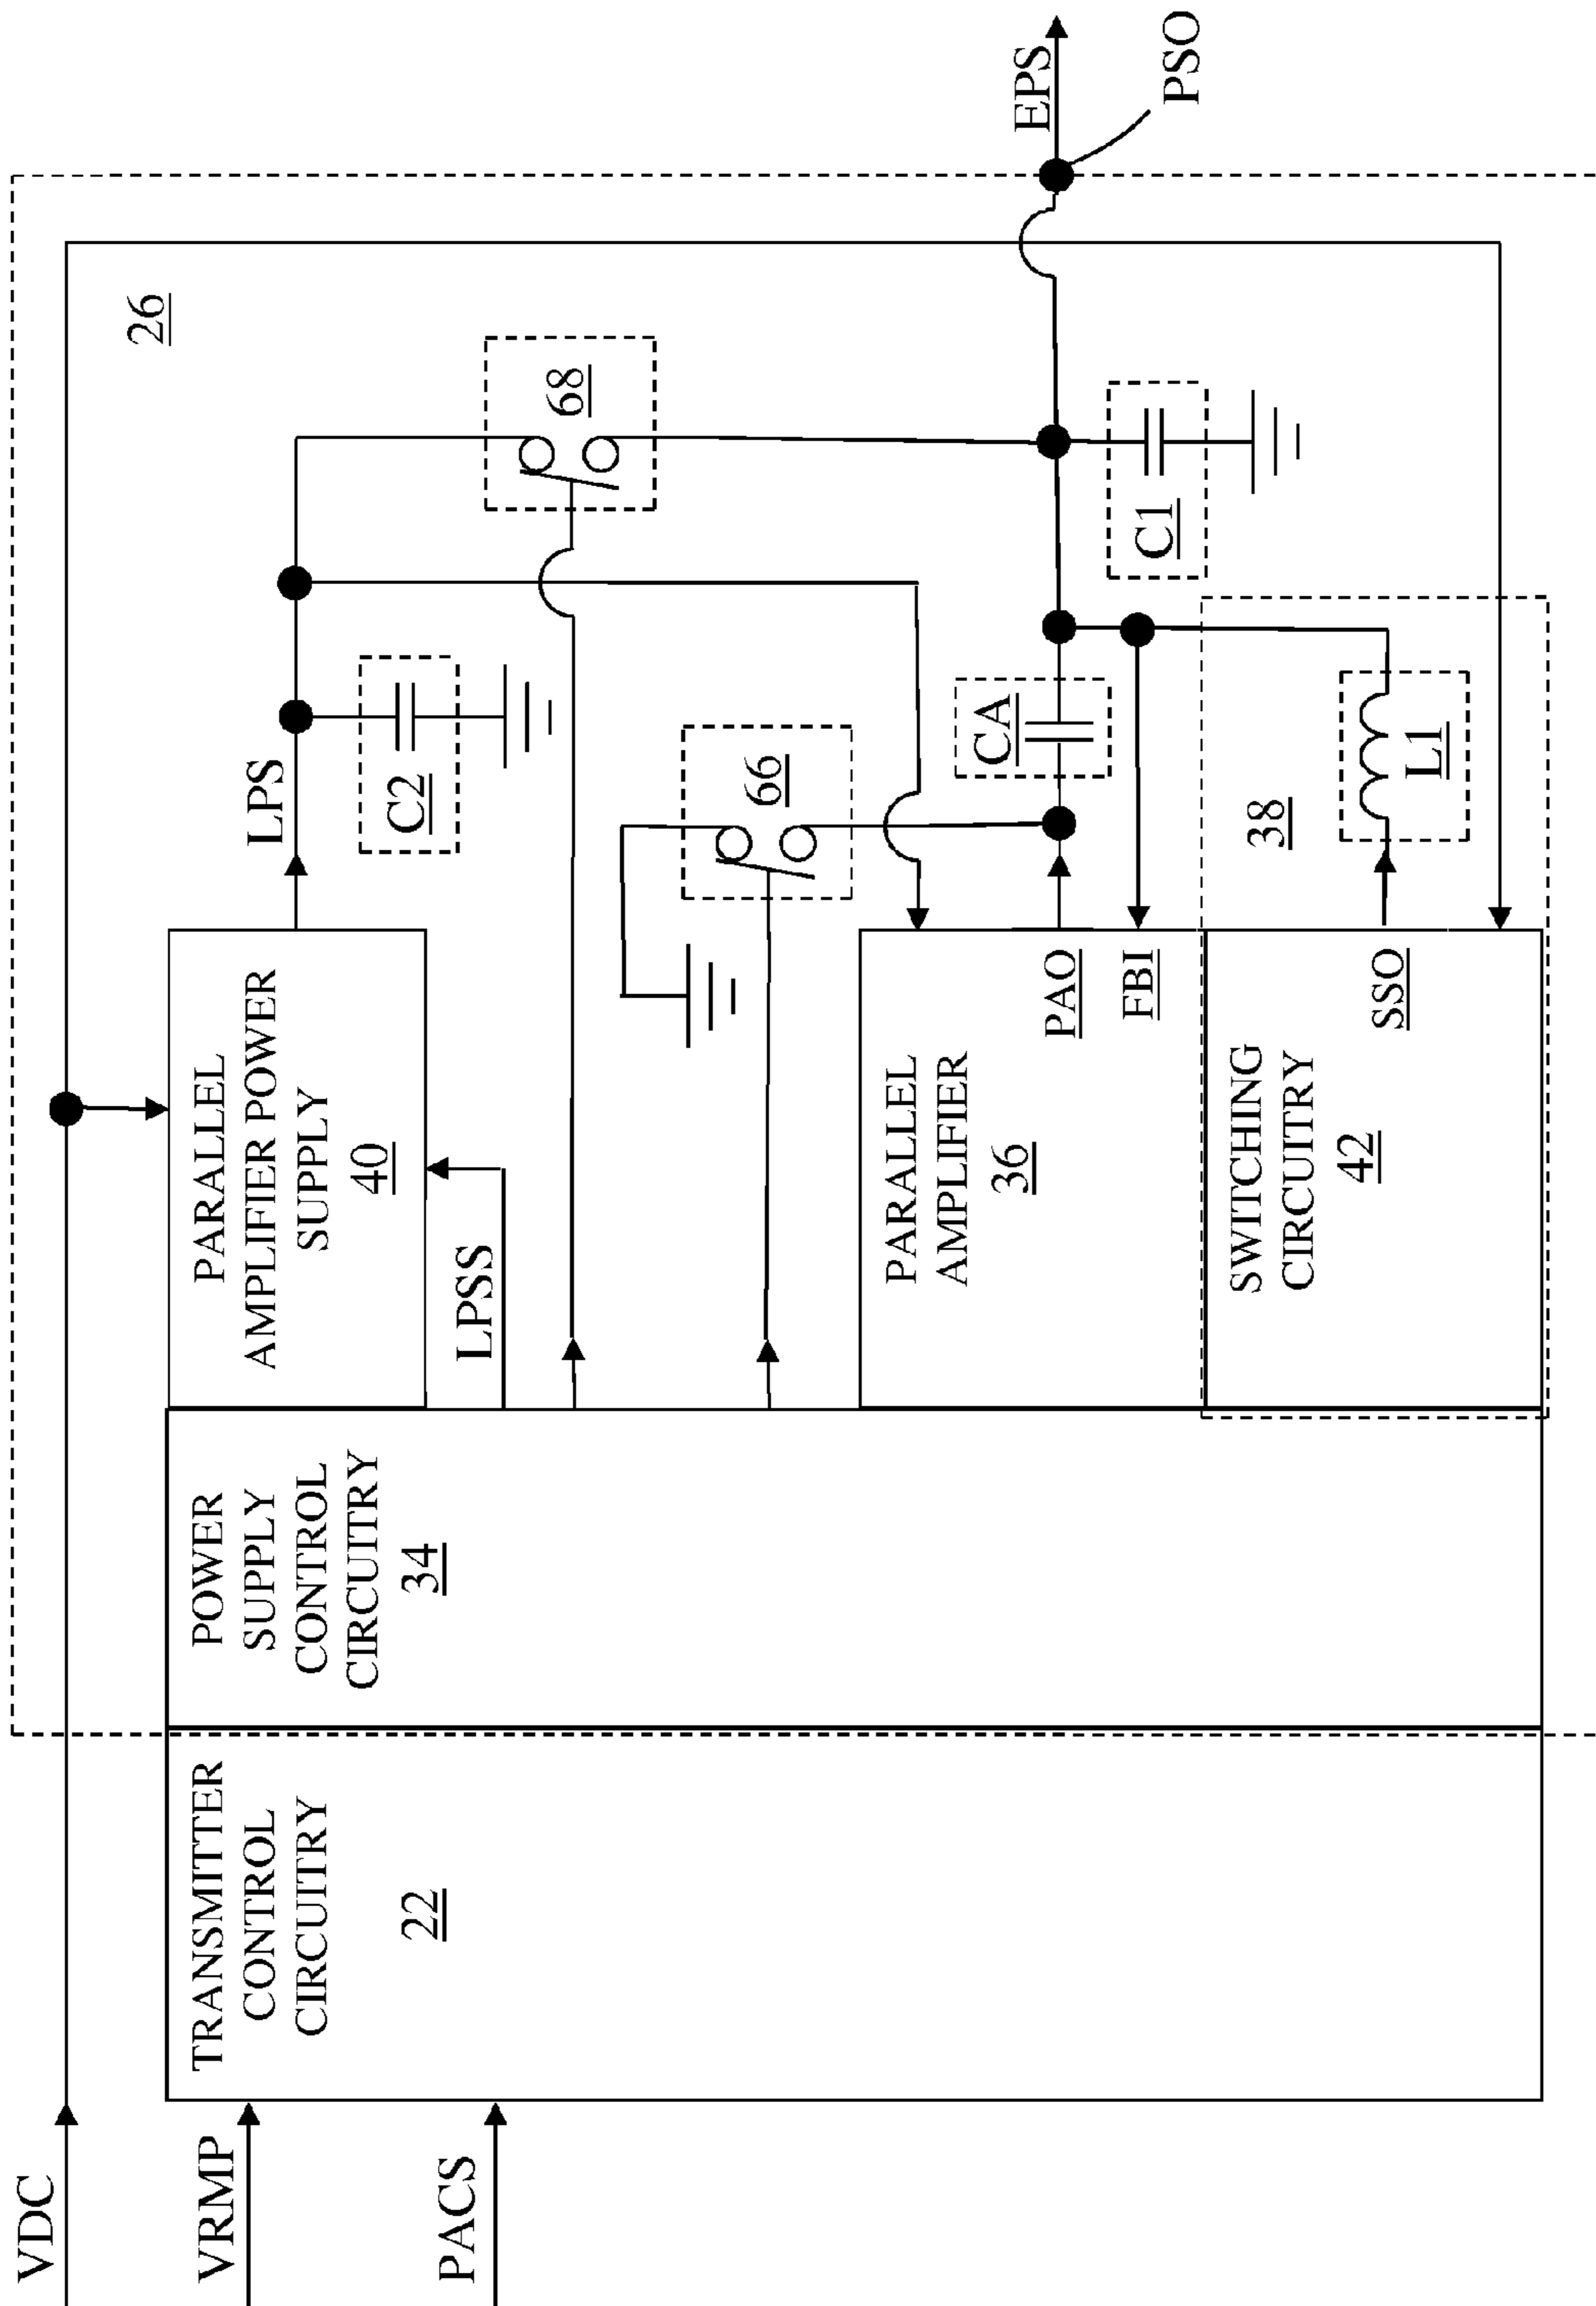 VDC
VRMP
PACS
TRANSMITTER
CONTROL
CIRCUITRY
22
POWER
SUPPLY
CONTROL
CIRCUITRY
34
PARALLEL
AMPLIFIER POWER
SUPPLY
40
LPSS
LPS
C2
26
68
66
PARALLEL
AMPLIFIER
36
PAO
FBI
CA
C1
EPS
PSO
SWITCHING
CIRCUITRY
42
SSO
38
L1